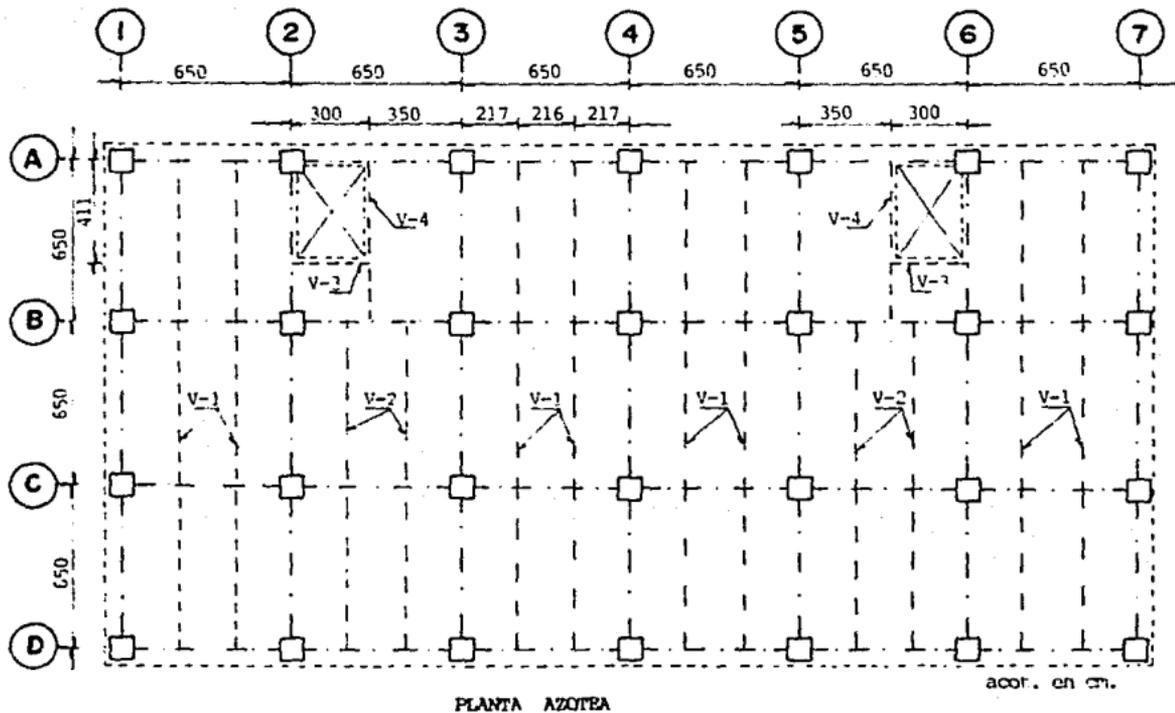 1 2 3 4 5 6 7
650 650 650 650 650 650
300 350 217 216 217 350 300
A
411
650
V-4 V-4
V-3 V-3
B
650
V-1 V-2 V-1 V-1 V-2 V-1
C
650
D
acot. en cm.
PLANTA AZOTEA